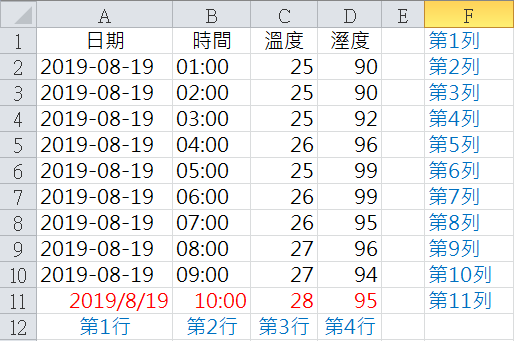 A B C D E F
1 日期 時間 溫度 溼度 第1列
2 2019-08-19 01:00 25 90 第2列
3 2019-08-19 02:00 25 90 第3列
4 2019-08-19 03:00 25 92 第4列
5 2019-08-19 04:00 26 96 第5列
6 2019-08-19 05:00 25 99 第6列
7 2019-08-19 06:00 26 99 第7列
8 2019-08-19 07:00 26 95 第8列
9 2019-08-19 08:00 27 96 第9列
10 2019-08-19 09:00 27 94 第10列
11 2019/8/19 10:00 28 95 第11列
12 第1行 第2行 第3行 第4行